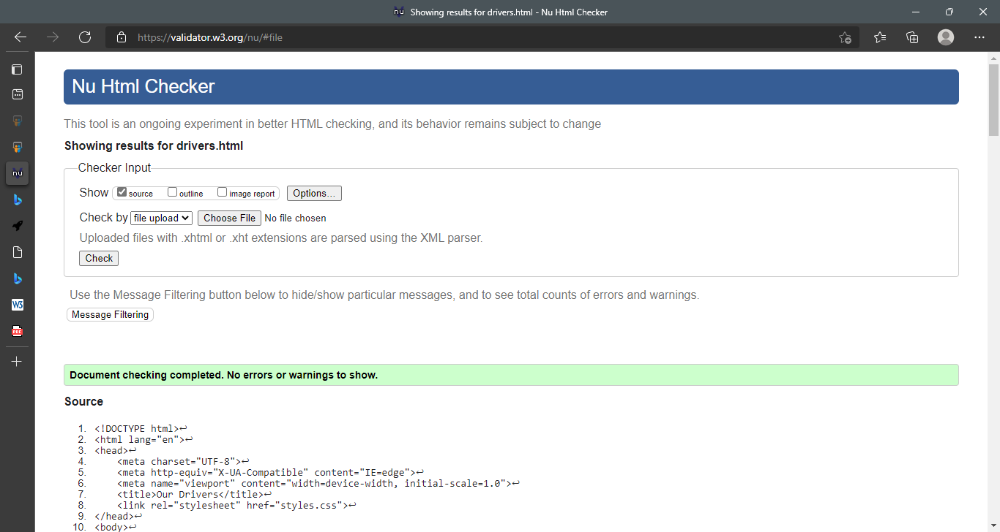 nu Showing results for drivers.html - Nu Html Checker
https://validator.w3.org/nu/#file
nu
W3
PDF
Nu Html Checker
This tool is an ongoing experiment in better HTML checking, and its behavior remains subject to change
Showing results for drivers.html
Checker Input
Show source outline image report Options...
Check by file upload Choose File No file chosen
Uploaded files with .xhtml or .xht extensions are parsed using the XML parser.
Check
Use the Message Filtering button below to hide/show particular messages, and to see total counts of errors and warnings.
Message Filtering
Document checking completed. No errors or warnings to show.
Source
1. <!DOCTYPE html>↩
2. <html lang="en">↩
3. <head>↩
4.     <meta charset="UTF-8">↩
5.     <meta http-equiv="X-UA-Compatible" content="IE=edge">↩
6.     <meta name="viewport" content="width=device-width, initial-scale=1.0">↩
7.     <title>Our Drivers</title>↩
8.     <link rel="stylesheet" href="styles.css">↩
9. </head>↩
10. <body>↩